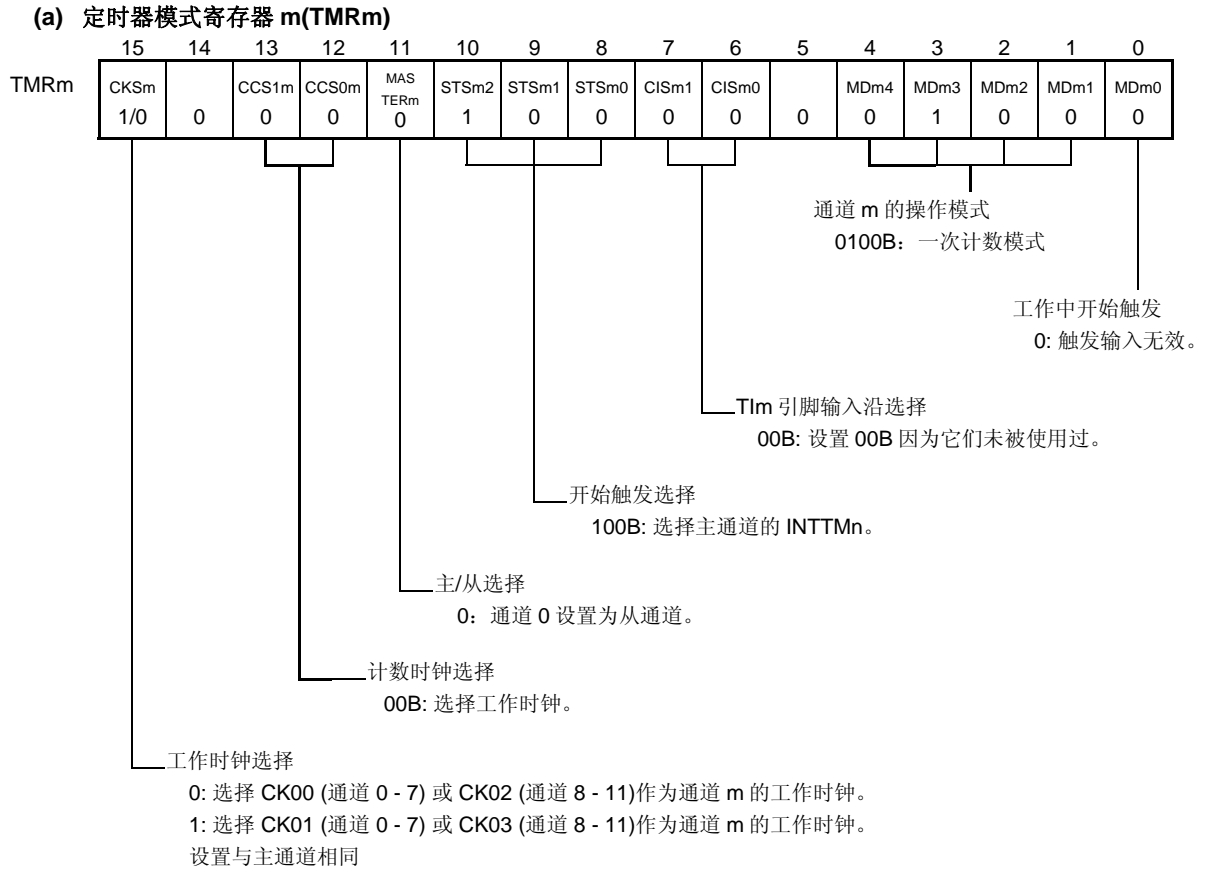 (a) 定时器模式寄存器 m(TMRm)
15 14 13 12 11 10 9 8 7 6 5 4 3 2 1 0
TMRm CKSm CCS1m CCS0m MAS TERm STSm2 STSm1 STSm0 CISm1 CISm0 MDm4 MDm3 MDm2 MDm1 MDm0
1/0 0 0 0 0 1 0 0 0 0 0 0 1 0 0 0
通道 m 的操作模式
0100B：一次计数模式
工作中开始触发
0: 触发输入无效。
TIm 引脚输入沿选择
00B: 设置 00B 因为它们未被使用过。
开始触发选择
100B: 选择主通道的 INTTMn。
主/从选择
0：通道 0 设置为从通道。
计数时钟选择
00B: 选择工作时钟。
工作时钟选择
0: 选择 CK00 (通道 0 - 7) 或 CK02 (通道 8 - 11)作为通道 m 的工作时钟。
1: 选择 CK01 (通道 0 - 7) 或 CK03 (通道 8 - 11)作为通道 m 的工作时钟。
设置与主通道相同